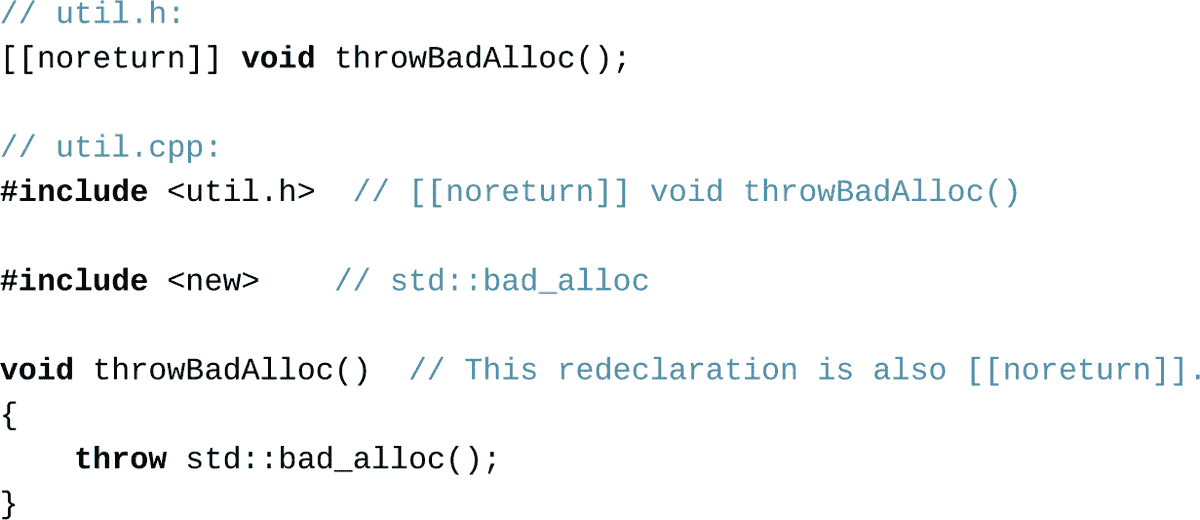 // util.h:
[[noreturn]] void throwBadAlloc();
// util.cpp:
#include <util.h>  // [[noreturn]] void throwBadAlloc()
#include <new>    // std::bad_alloc
void throwBadAlloc()  // This redeclaration is also [[noreturn]].
{
    throw std::bad_alloc();
}